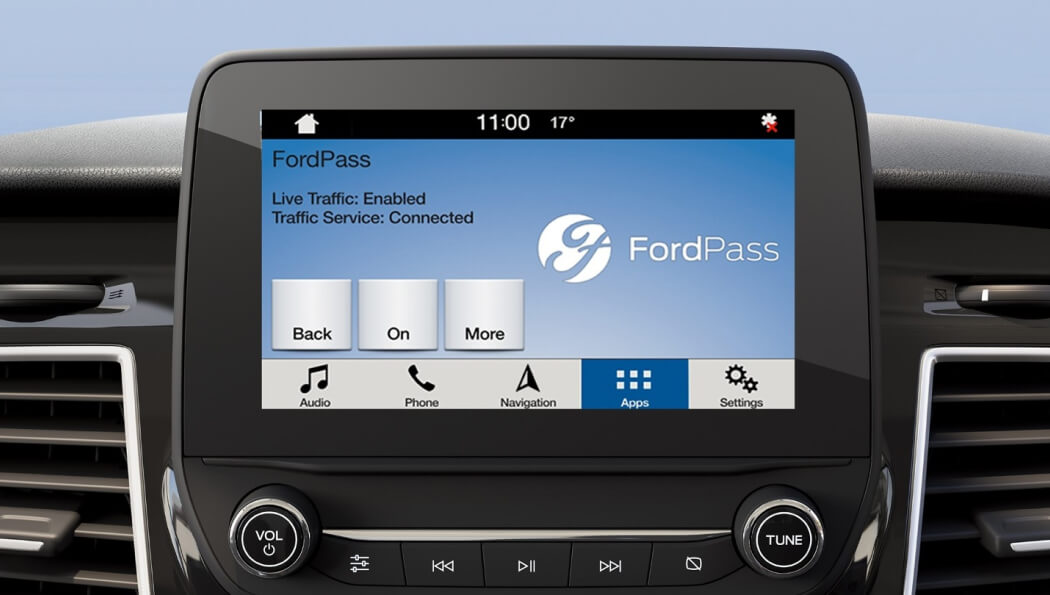 11:00 17°
FordPass
Live Traffic: Enabled
Traffic Service: Connected
FordPass
Back On More
Audio Phone Navigation Apps Settings
VOL TUNE